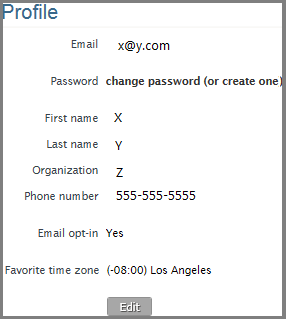 Profile
Email x@y.com
Password change password (or create one)
First name X
Last name Y
Organization Z
Phone number 555-555-5555
Email opt-in Yes
Favorite time zone (-08:00) Los Angeles
Edit